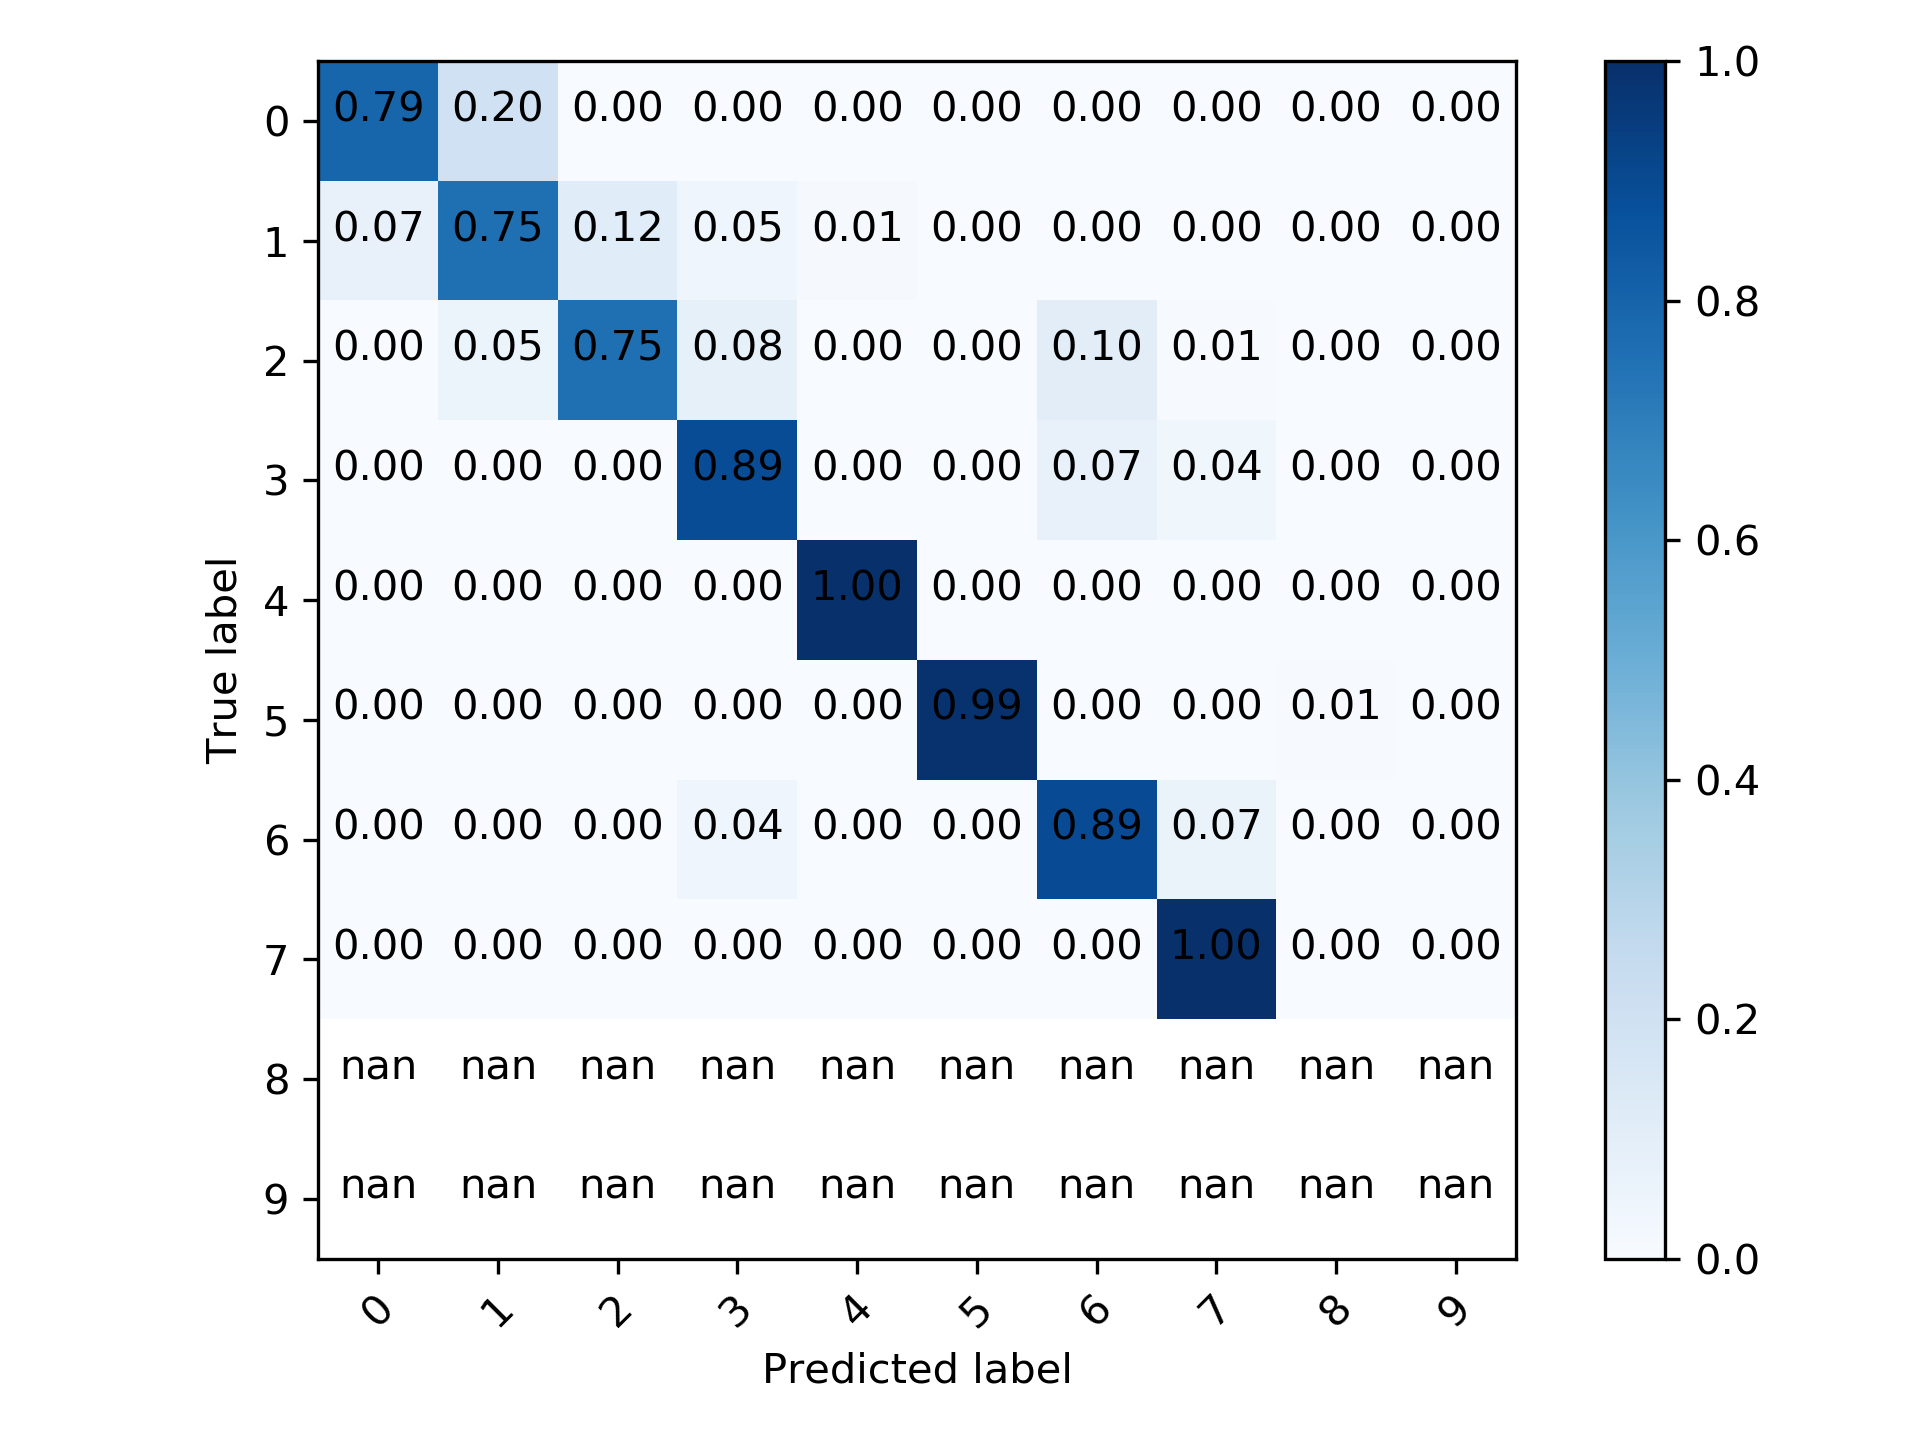 0 0.79 0.20 0.00 0.00 0.00 0.00 0.00 0.00 0.00 0.00
1 0.07 0.75 0.12 0.05 0.01 0.00 0.00 0.00 0.00 0.00
2 0.00 0.05 0.75 0.08 0.00 0.00 0.10 0.01 0.00 0.00
3 0.00 0.00 0.00 0.89 0.00 0.00 0.07 0.04 0.00 0.00
4 0.00 0.00 0.00 0.00 1.00 0.00 0.00 0.00 0.00 0.00
5 0.00 0.00 0.00 0.00 0.00 0.99 0.00 0.00 0.01 0.00
6 0.00 0.00 0.00 0.04 0.00 0.00 0.89 0.07 0.00 0.00
7 0.00 0.00 0.00 0.00 0.00 0.00 0.00 1.00 0.00 0.00
8 nan nan nan nan nan nan nan nan nan nan
9 nan nan nan nan nan nan nan nan nan nan
0 1 2 3 4 5 6 7 8 9
True label
Predicted label
1.0
0.8
0.6
0.4
0.2
0.0